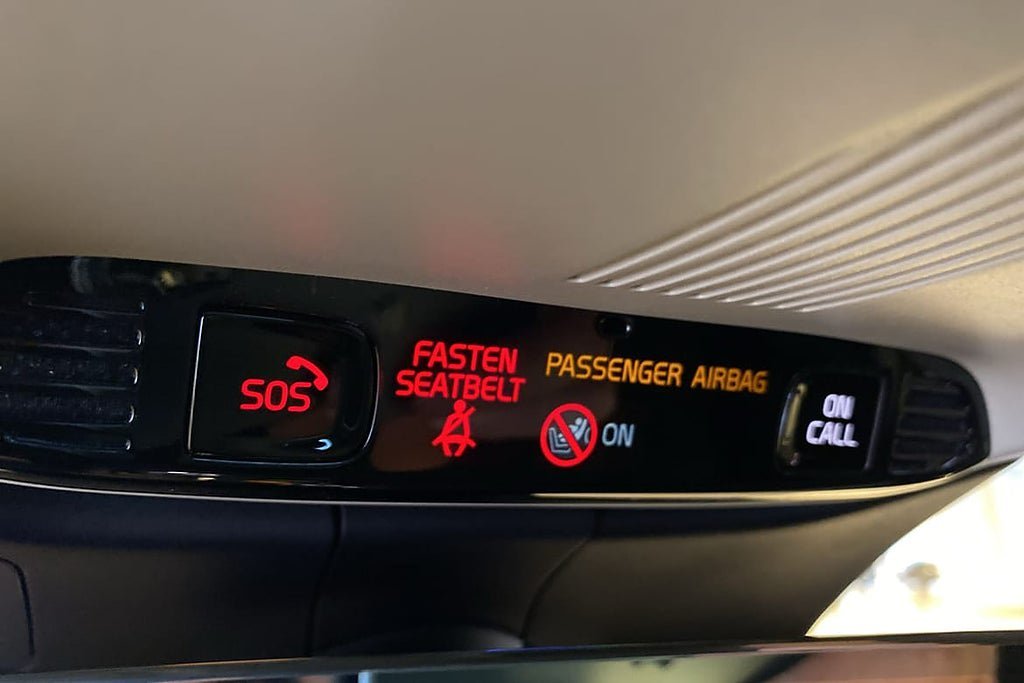 SOS
FASTEN
SEATBELT
PASSENGER AIRBAG
ON
ON
CALL